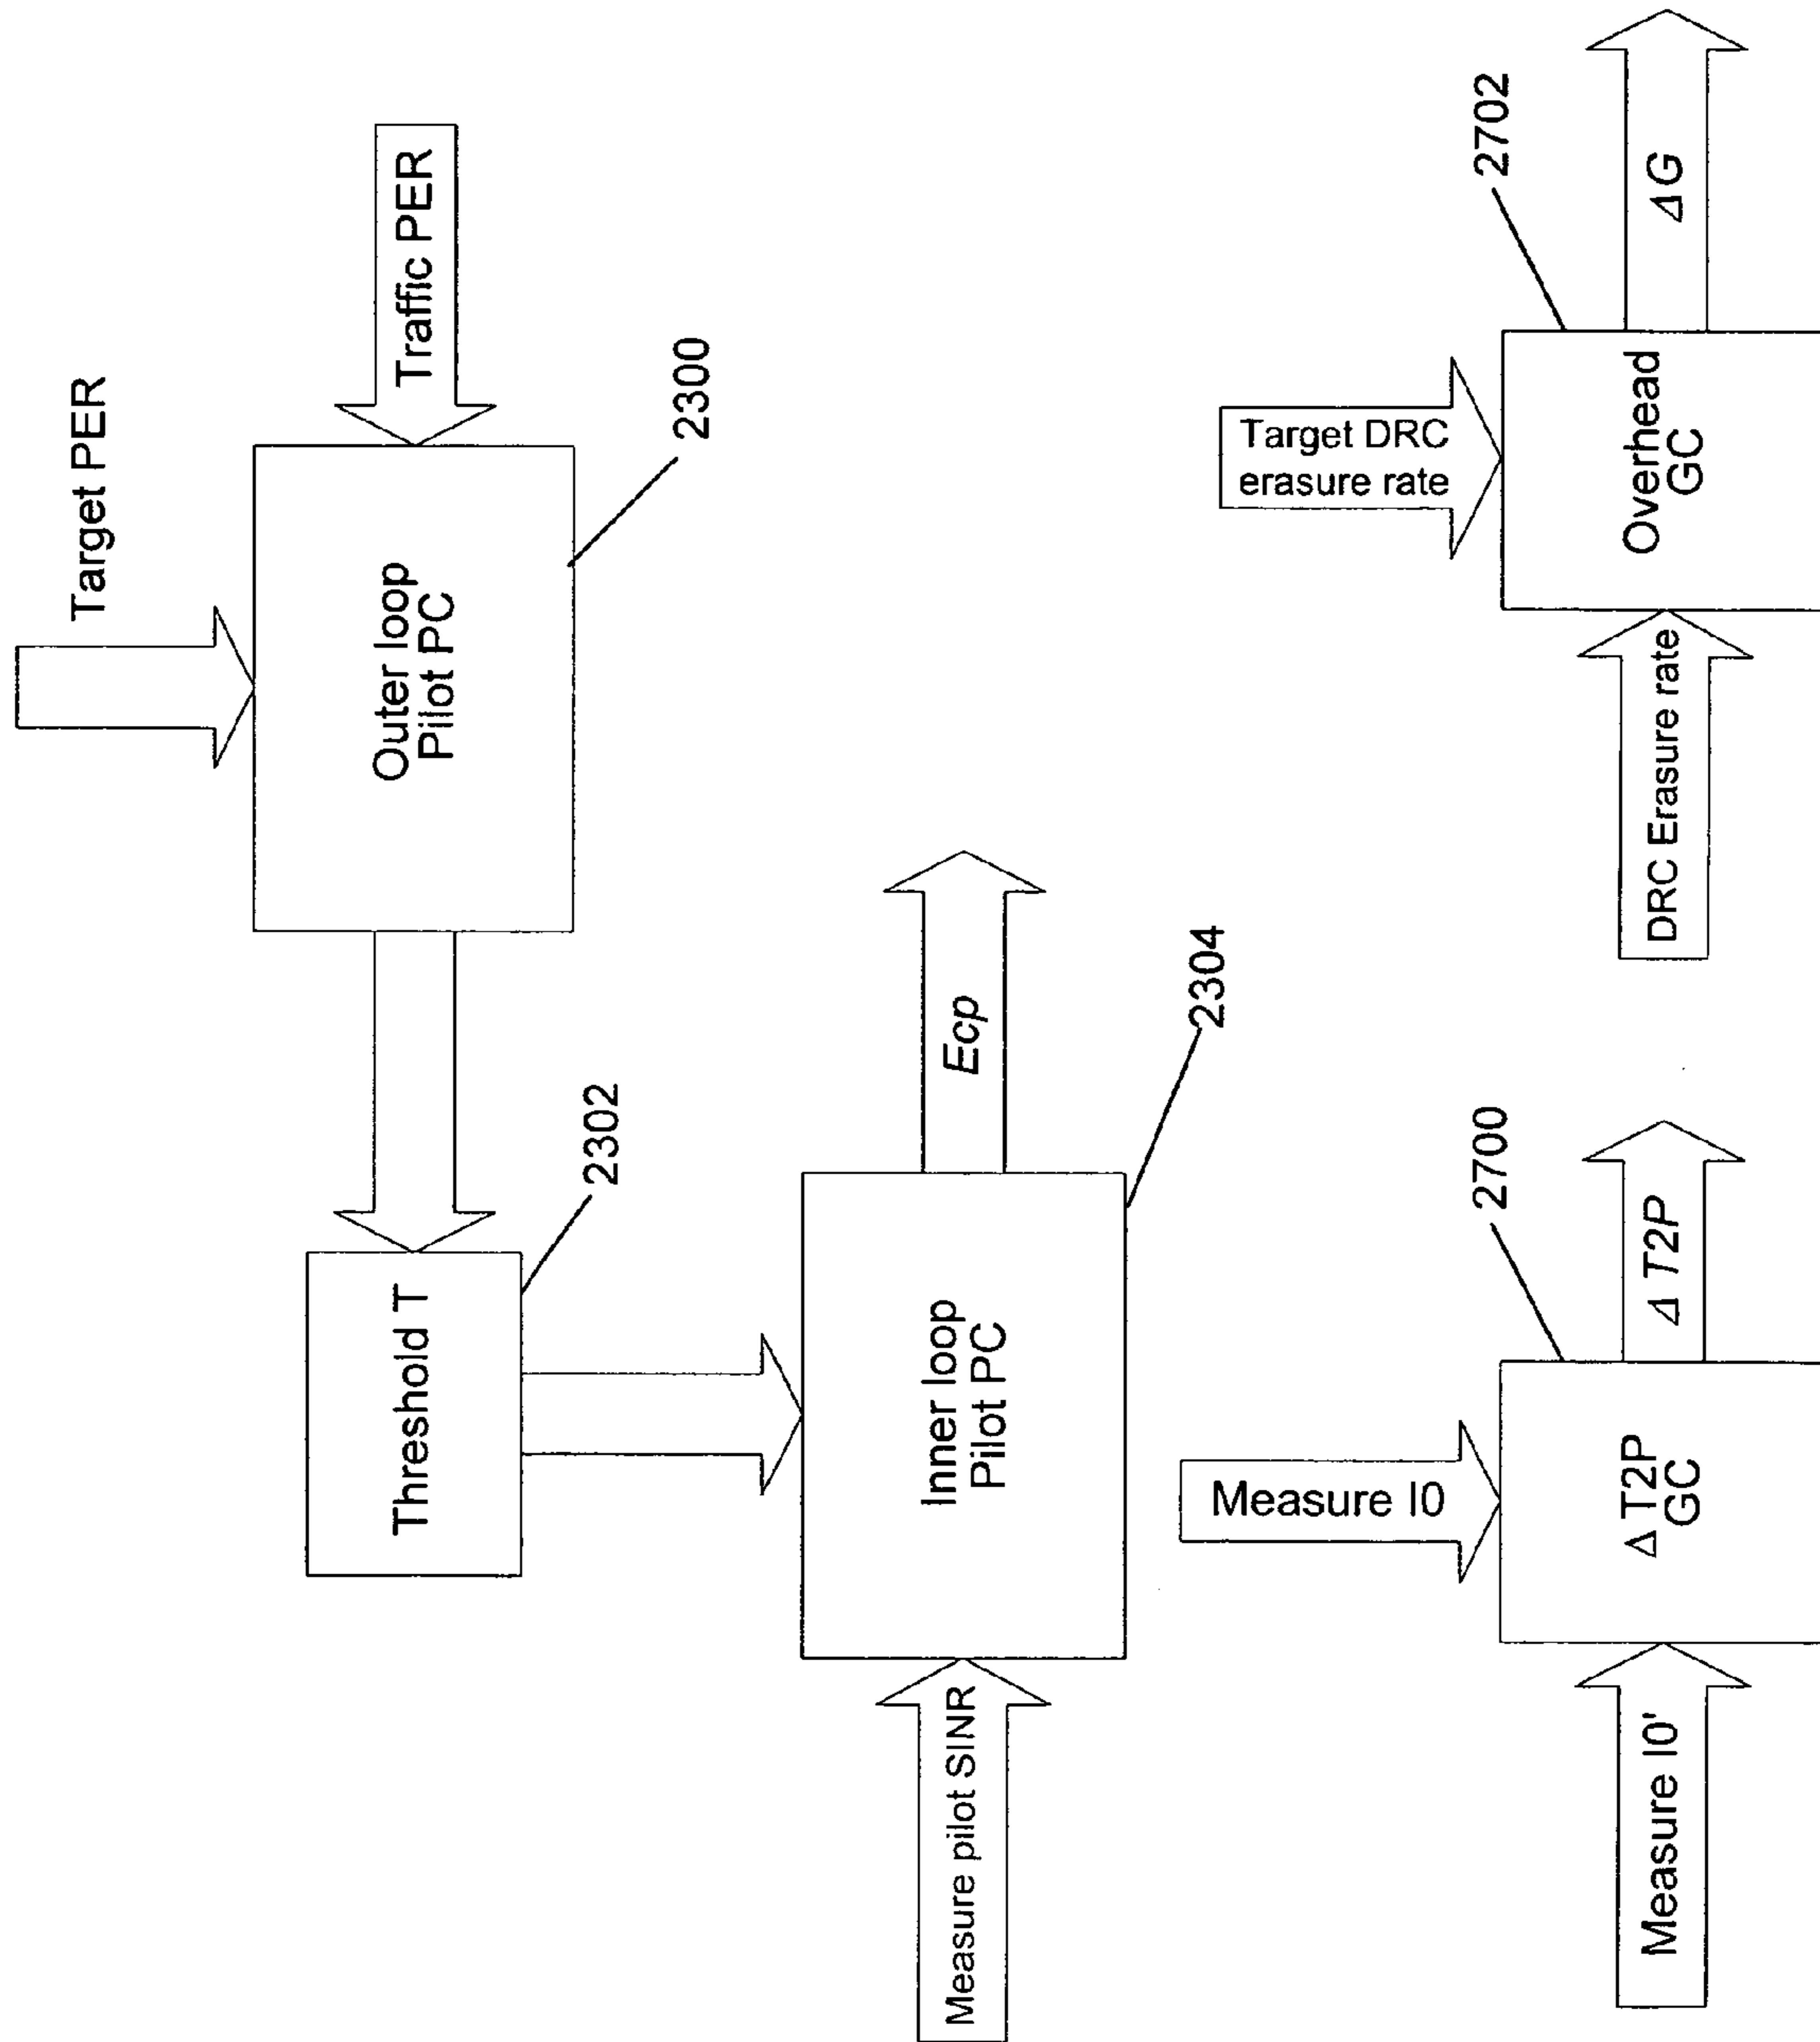 Target PER
Traffic PER
Outer loop
Pilot PC
2300
Threshold T
2302
Measure pilot SINR
Inner loop
Pilot PC
Ecp
2304
Measure I0
Measure I0'
Δ T2P
GC
Δ T2P
2700
Target DRC
erasure rate
DRC Erasure rate
Overhead
GC
ΔG
2702